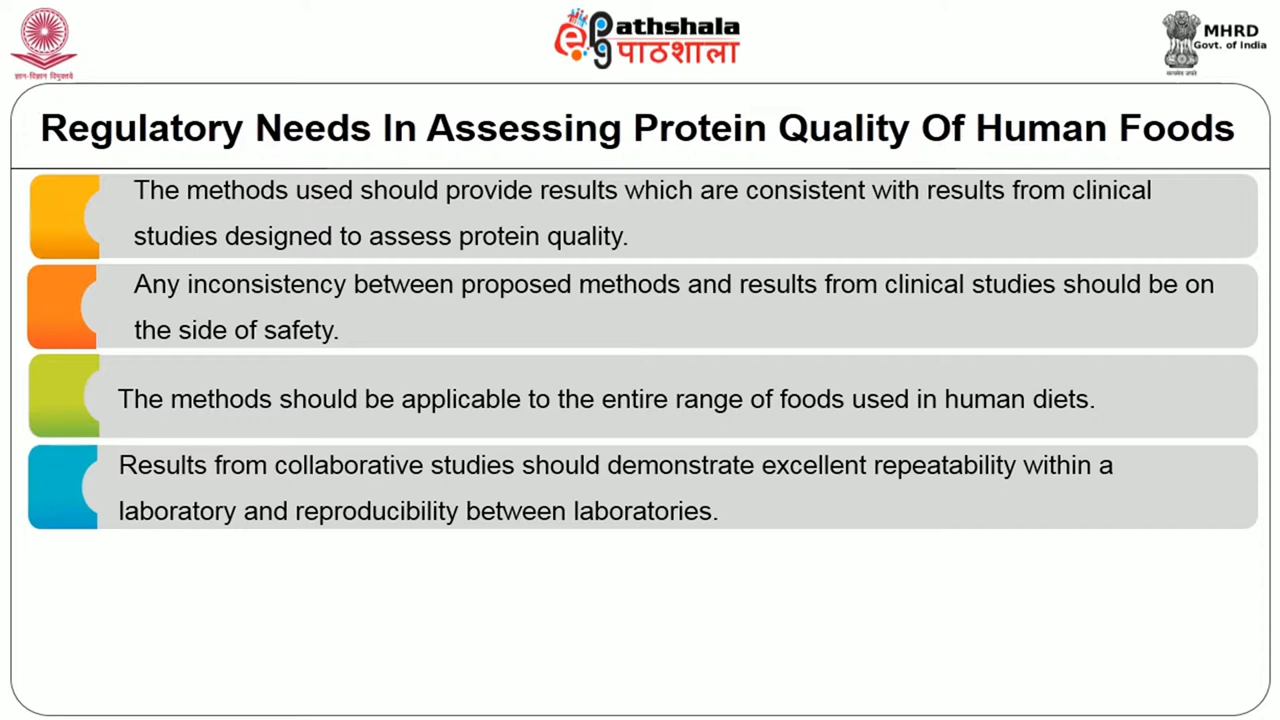 ज्ञान-विज्ञान विमुक्तये
ePathshala
पाठशाला
MHRD
Govt. of India
सत्यमेव जयते
Regulatory Needs In Assessing Protein Quality Of Human Foods
The methods used should provide results which are consistent with results from clinical
studies designed to assess protein quality.
Any inconsistency between proposed methods and results from clinical studies should be on
the side of safety.
The methods should be applicable to the entire range of foods used in human diets.
Results from collaborative studies should demonstrate excellent repeatability within a
laboratory and reproducibility between laboratories.